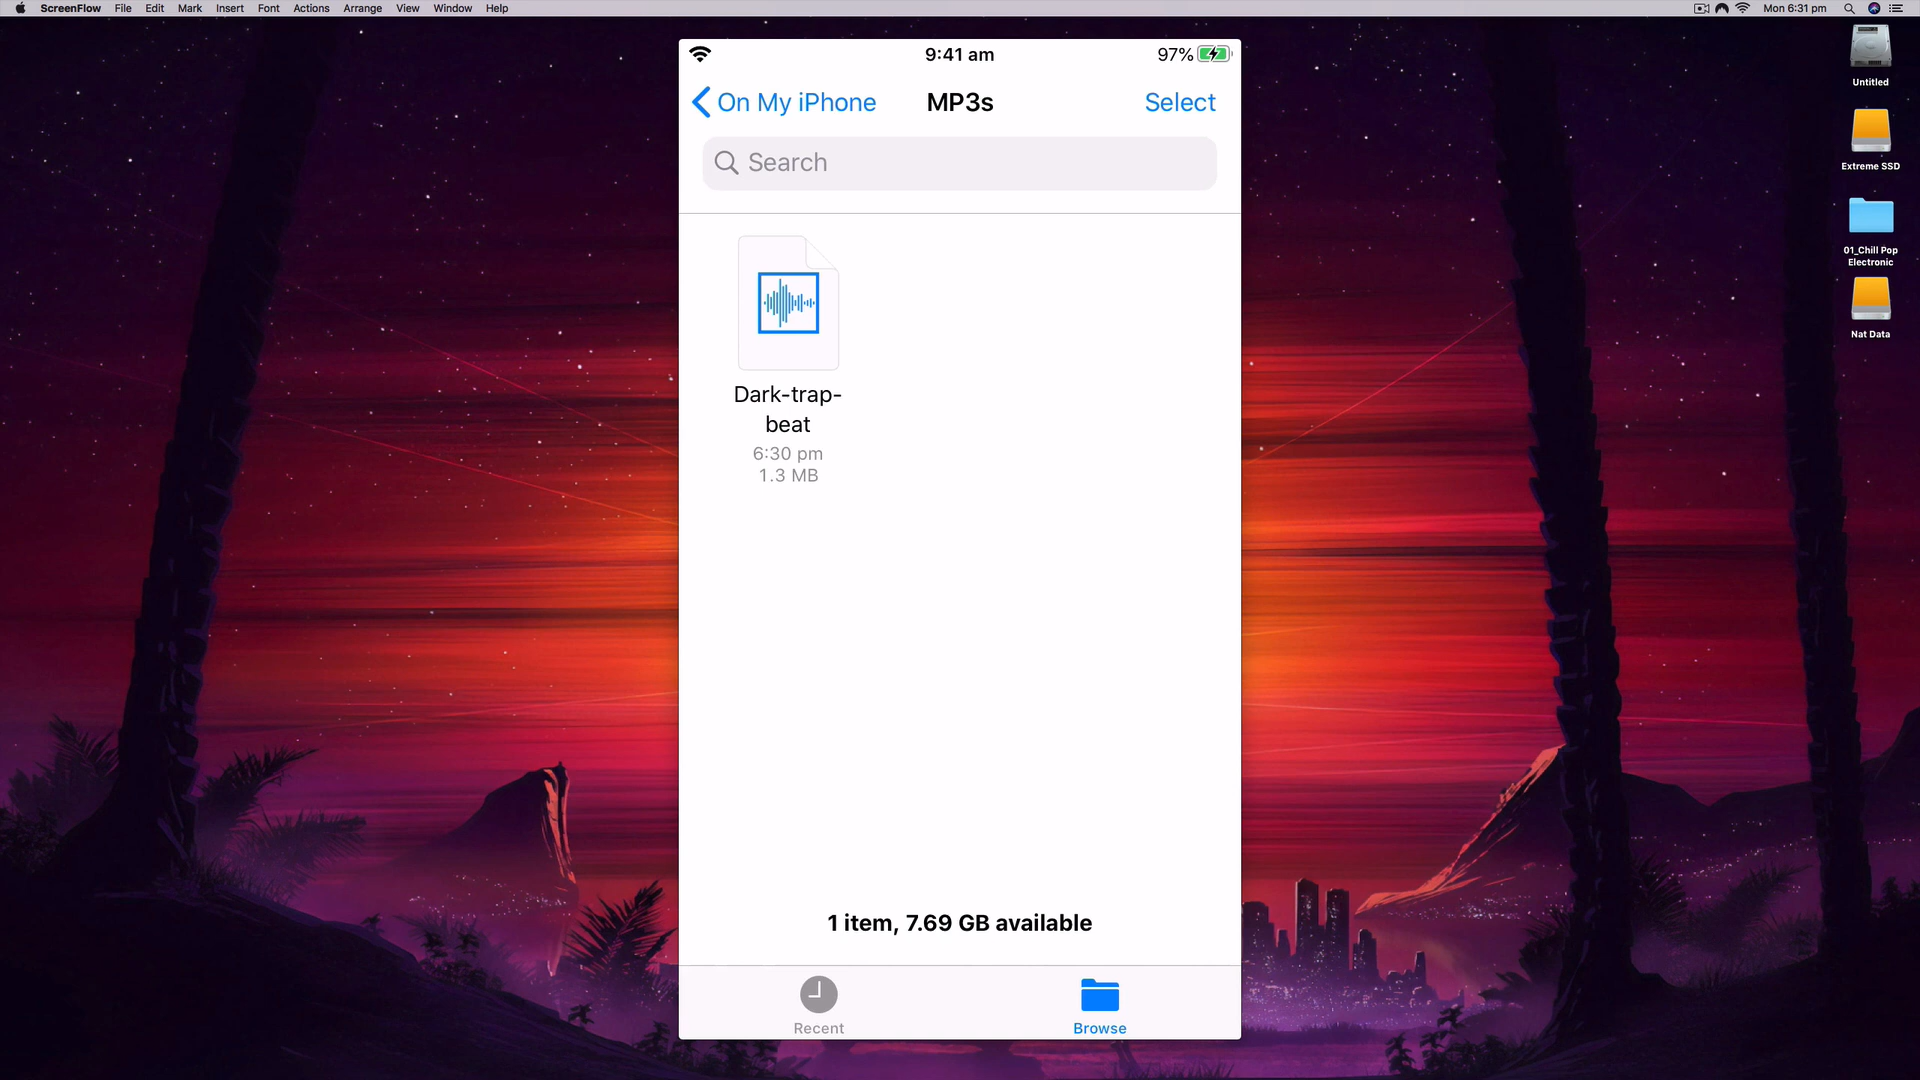 ScreenFlow File Edit Mark Insert Font Actions Arrange View Window Help
Mon 6:31 pm
Untitled
Extreme SSD
01_Chill Pop
Electronic
Nat Data
9:41 am
97%
On My iPhone
MP3s
Select
Search
Dark-trap-
beat
6:30 pm
1.3 MB
1 item, 7.69 GB available
Recent
Browse